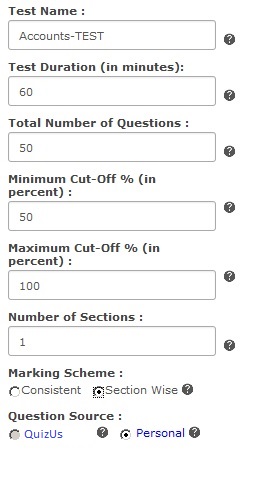 Test Name :
Accounts-TEST
Test Duration (in minutes):
60
Total Number of Questions :
50
Minimum Cut-Off % (in
percent) :
50
Maximum Cut-Off % (in
percent) :
100
Number of Sections :
1
Marking Scheme :
Consistent Section Wise
Question Source :
QuizUs Personal